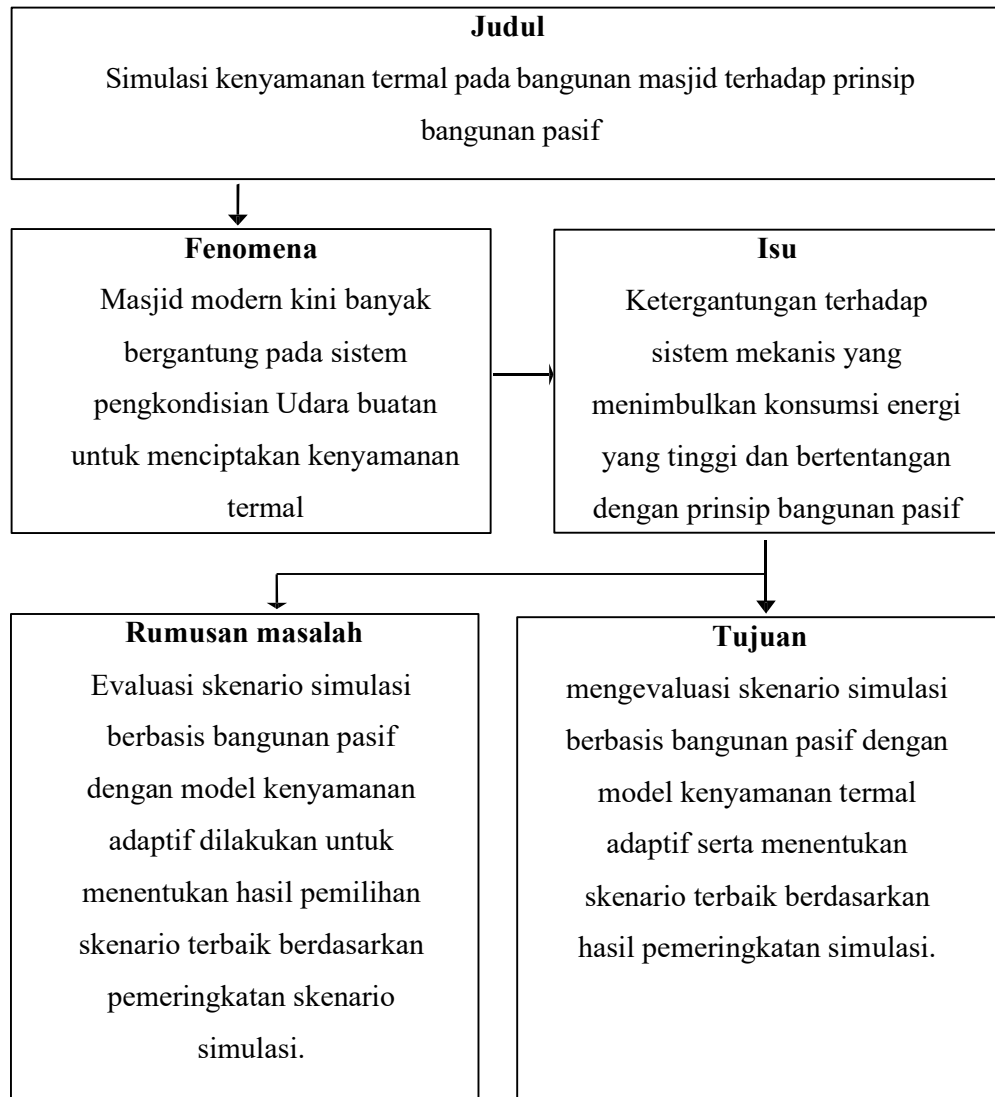 Judul
Simulasi kenyamanan termal pada bangunan masjid terhadap prinsip
bangunan pasif
Fenomena
Masjid modern kini banyak
bergantung pada sistem
pengkondisian Udara buatan
untuk menciptakan kenyamanan
termal
Isu
Ketergantungan terhadap
sistem mekanis yang
menimbulkan konsumsi energi
yang tinggi dan bertentangan
dengan prinsip bangunan pasif
Rumusan masalah
Evaluasi skenario simulasi
berbasis bangunan pasif
dengan model kenyamanan
adaptif dilakukan untuk
menentukan hasil pemilihan
skenario terbaik berdasarkan
pemeringkatan skenario
simulasi.
Tujuan
mengevaluasi skenario simulasi
berbasis bangunan pasif dengan
model kenyamanan termal
adaptif serta menentukan
skenario terbaik berdasarkan
hasil pemeringkatan simulasi.